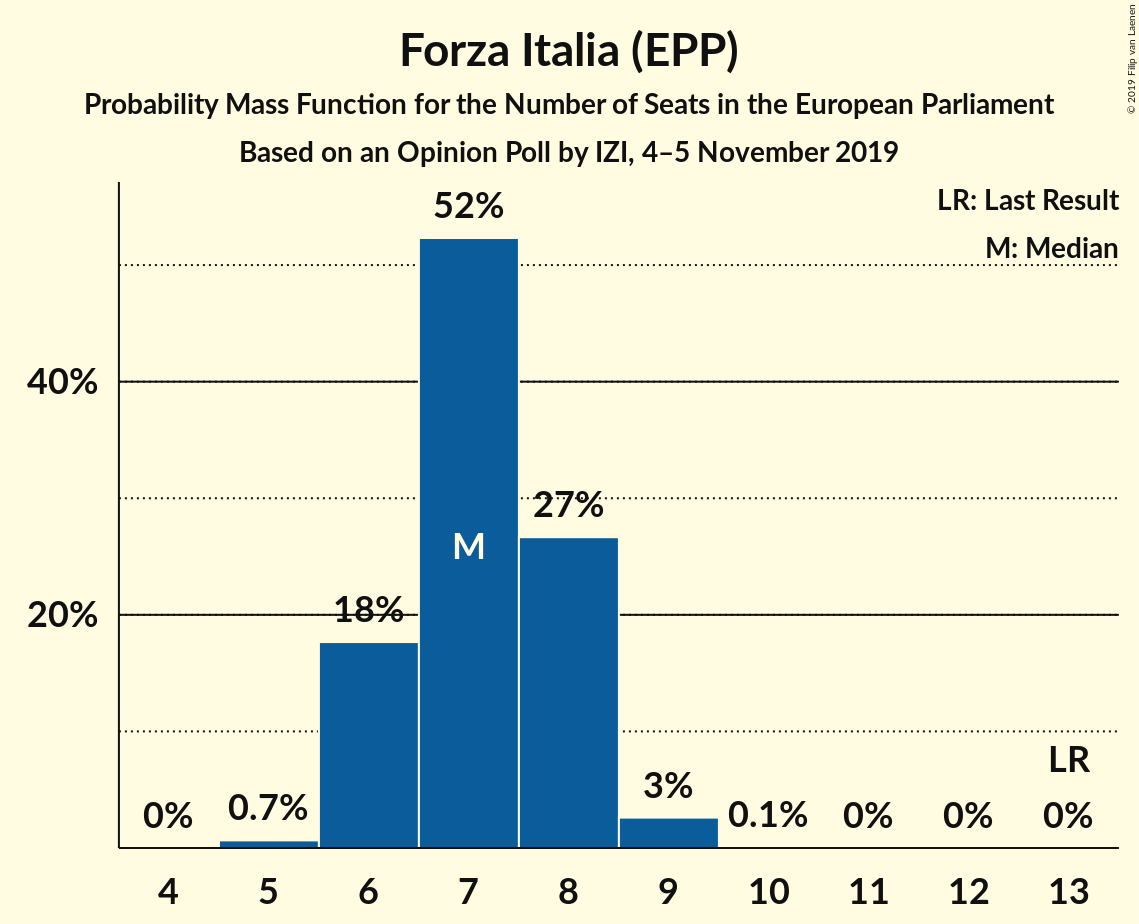 Forza Italia (EPP)
Probability Mass Function for the Number of Seats in the European Parliament
Based on an Opinion Poll by IZI, 4–5 November 2019
© 2019 Filip van Laenen
LR: Last Result
M: Median
52%
40%
27%
M
20%
18%
LR
3%
0%
0.7%
0.1%
0%
0%
0%
4 5 6 7 8 9 10 11 12 13